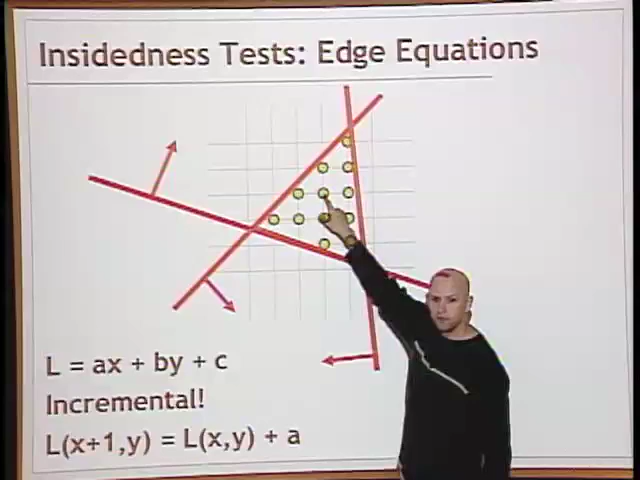 Insidedness Tests: Edge Equations
L = ax + by + c
Incremental!
L(x+1,y) = L(x,y) + a